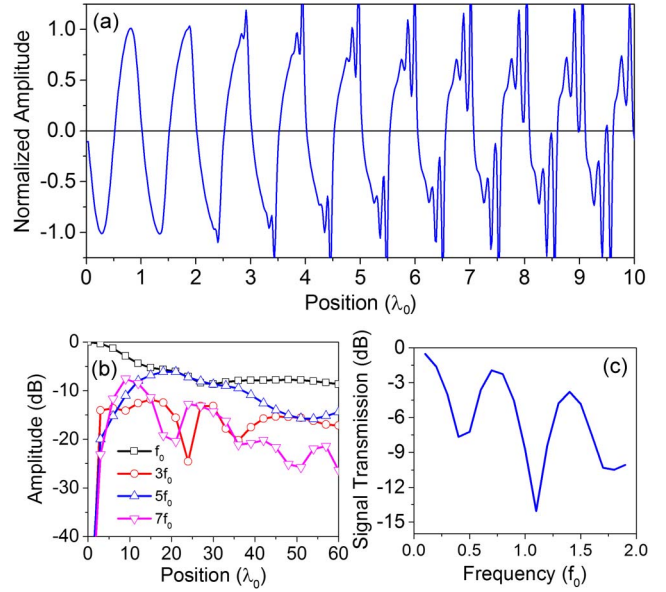 (a)
Normalized Amplitude
1.0
0.5
0.0
-0.5
-1.0
0 1 2 3 4 5 6 7 8 9 10
Position (λ₀)
(b)
Amplitude (dB)
0
-10
-20
-30
-40
f₀
3f₀
5f₀
7f₀
0 10 20 30 40 50 60
Position (λ₀)
(c)
Signal Transmission (dB)
0
-3
-6
-9
-12
-15
0.0 0.5 1.0 1.5 2.0
Frequency (f₀)